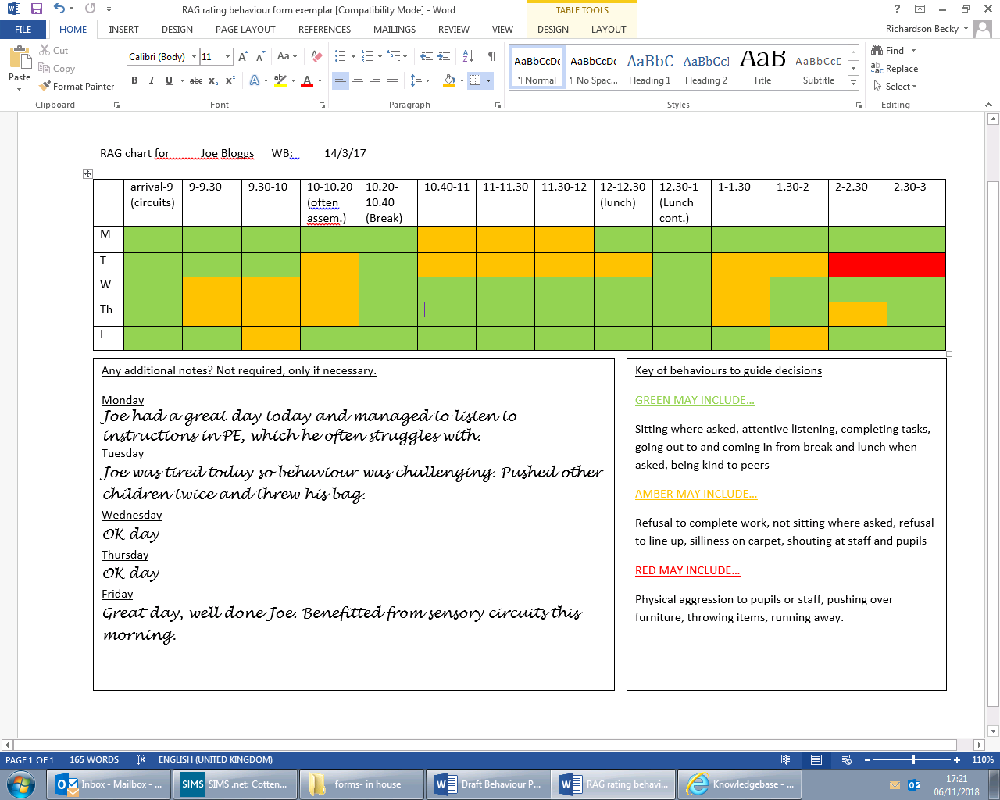 RAG rating behaviour form exemplar [Compatibility Mode] - Word
TABLE TOOLS
FILE HOME INSERT DESIGN PAGE LAYOUT REFERENCES MAILINGS REVIEW VIEW DESIGN LAYOUT
Richardson Becky
Paste
Cut
Copy
Format Painter
Calibri (Body) 11
AaBbCcDc AaBbCcDc AaBbC AaBbCcI AaB AaBbCcD
¶ Normal ¶ No Spac... Heading 1 Heading 2 Title Subtitle
Find
Replace
Select
Clipboard Font Paragraph Styles Editing
RAG chart for______Joe Bloggs WB:_____14/3/17__
arrival-9 (circuits) 9-9.30 9.30-10 10-10.20 (often assem.) 10.20-10.40 (Break) 10.40-11 11-11.30 11.30-12 12-12.30 (lunch) 12.30-1 (Lunch cont.) 1-1.30 1.30-2 2-2.30 2.30-3
M
T
W
Th
F
Any additional notes? Not required, only if necessary.
Monday
Joe had a great day today and managed to listen to
instructions in PE, which he often struggles with.
Tuesday
Joe was tired today so behaviour was challenging. Pushed other
children twice and threw his bag.
Wednesday
OK day
Thursday
OK day
Friday
Great day, well done Joe. Benefitted from sensory circuits this
morning.
Key of behaviours to guide decisions
GREEN MAY INCLUDE...
Sitting where asked, attentive listening, completing tasks,
going out to and coming in from break and lunch when
asked, being kind to peers
AMBER MAY INCLUDE...
Refusal to complete work, not sitting where asked, refusal
to line up, silliness on carpet, shouting at staff and pupils
RED MAY INCLUDE...
Physical aggression to pupils or staff, pushing over
furniture, throwing items, running away.
PAGE 1 OF 1 165 WORDS ENGLISH (UNITED KINGDOM) 110%
Inbox - Mailbox - ... SIMS SIMS .net: Cotten... forms- in house Draft Behaviour P... RAG rating behavi... Knowledgebase - ...
17:21
06/11/2018